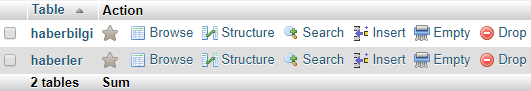 Table Action
haberbilgi Browse Structure Search Insert Empty Drop
haberler Browse Structure Search Insert Empty Drop
2 tables Sum